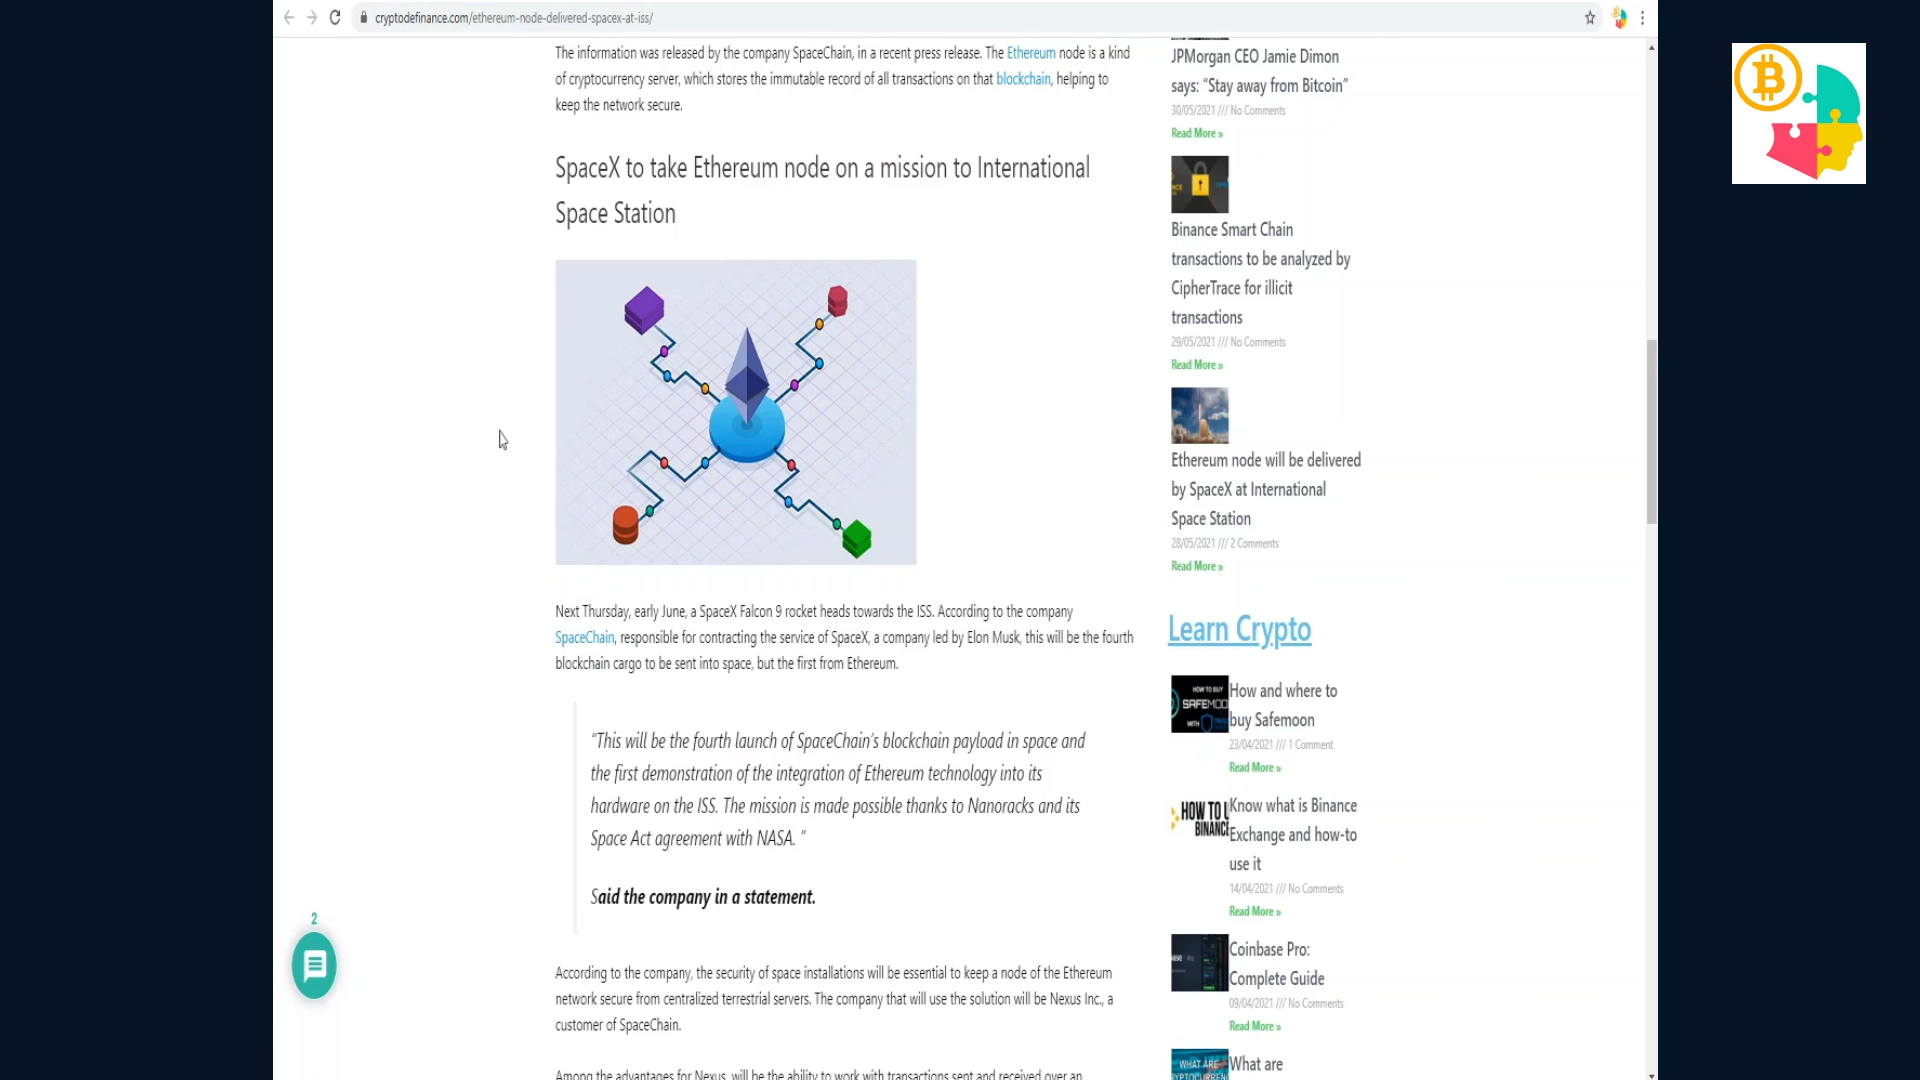 cryptodefinance.com/ethereum-node-delivered-spacex-at-iss/
The information was released by the company SpaceChain, in a recent press release. The Ethereum node is a kind
of cryptocurrency server, which stores the immutable record of all transactions on that blockchain, helping to
keep the network secure.
SpaceX to take Ethereum node on a mission to International
Space Station
Next Thursday, early June, a SpaceX Falcon 9 rocket heads towards the ISS. According to the company
SpaceChain, responsible for contracting the service of SpaceX, a company led by Elon Musk, this will be the fourth
blockchain cargo to be sent into space, but the first from Ethereum.
“This will be the fourth launch of SpaceChain’s blockchain payload in space and
the first demonstration of the integration of Ethereum technology into its
hardware on the ISS. The mission is made possible thanks to Nanoracks and its
Space Act agreement with NASA. ”
Said the company in a statement.
According to the company, the security of space installations will be essential to keep a node of the Ethereum
network secure from centralized terrestrial servers. The company that will use the solution will be Nexus Inc., a
customer of SpaceChain.
Among the advantages for Nexus, will be the ability to work with transactions sent and received over an
2
JPMorgan CEO Jamie Dimon
says: “Stay away from Bitcoin”
30/05/2021 /// No Comments
Read More »
Binance Smart Chain
transactions to be analyzed by
CipherTrace for illicit
transactions
29/05/2021 /// No Comments
Read More »
Ethereum node will be delivered
by SpaceX at International
Space Station
28/05/2021 /// 2 Comments
Read More »
Learn Crypto
HOW TO BUY
SAFEMOO
WITH
How and where to
buy Safemoon
23/04/2021 /// 1 Comment
Read More »
HOW TO U
BINANCE
Know what is Binance
Exchange and how-to
use it
14/04/2021 /// No Comments
Read More »
Coinbase Pro:
Complete Guide
09/04/2021 /// No Comments
Read More »
WHAT ARE
What are